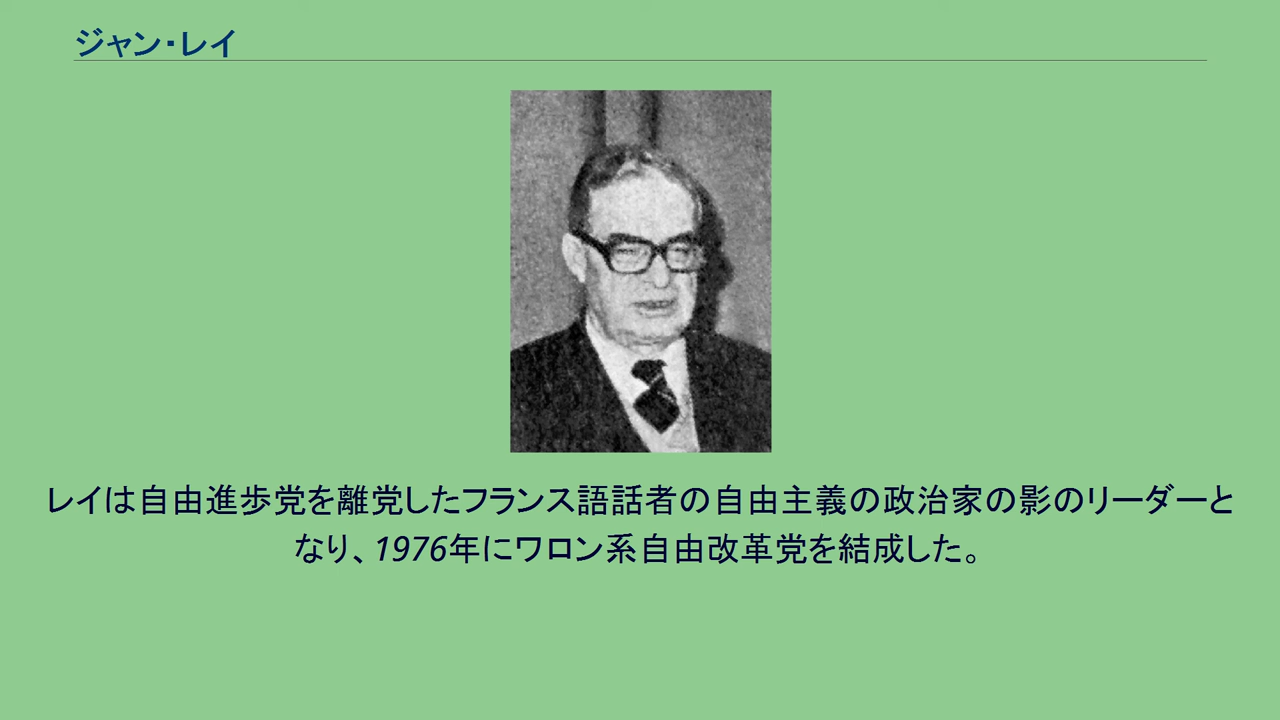 ジャン・レイ
レイは自由進歩党を離党したフランス語話者の自由主義の政治家の影のリーダーと
なり、1976年にワロン系自由改革党を結成した。